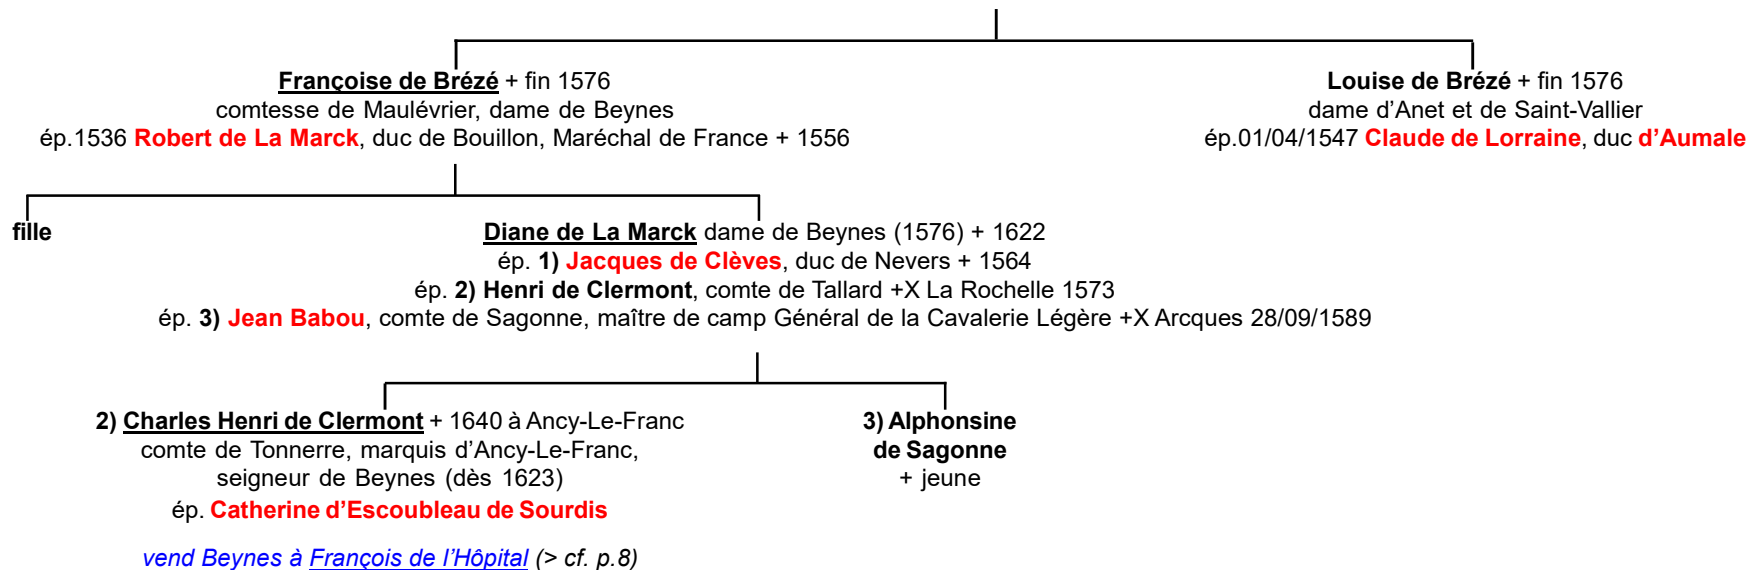 Françoise de Brézé + fin 1576
comtesse de Maulévrier, dame de Beynes
ép.1536 Robert de La Marck, duc de Bouillon, Maréchal de France + 1556
Louise de Brézé + fin 1576
dame d’Anet et de Saint-Vallier
ép.01/04/1547 Claude de Lorraine, duc d’Aumale
fille
Diane de La Marck dame de Beynes (1576) + 1622
ép. 1) Jacques de Clèves, duc de Nevers + 1564
ép. 2) Henri de Clermont, comte de Tallard +X La Rochelle 1573
ép. 3) Jean Babou, comte de Sagonne, maître de camp Général de la Cavalerie Légère +X Arcques 28/09/1589
2) Charles Henri de Clermont + 1640 à Ancy-Le-Franc
comte de Tonnerre, marquis d’Ancy-Le-Franc,
seigneur de Beynes (dès 1623)
ép. Catherine d’Escoubleau de Sourdis
vend Beynes à François de l’Hôpital (> cf. p.8)
3) Alphonsine
de Sagonne
+ jeune